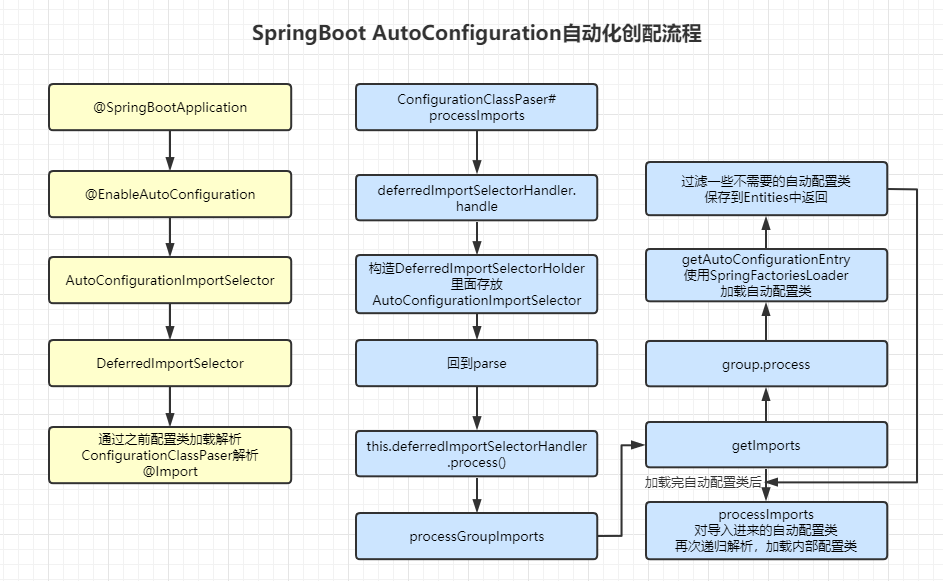 SpringBoot AutoConfiguration自动化创配流程
@SpringBootApplication
@EnableAutoConfiguration
AutoConfigurationImportSelector
DeferredImportSelector
通过之前配置类加载解析
ConfigurationClassPaser解析
@Import
ConfigurationClassPaser#
processImports
deferredImportSelectorHandler.
handle
构造DeferredImportSelectorHolder
里面存放
AutoConfigurationImportSelector
回到parse
this.deferredImportSelectorHandler
.process()
processGroupImports
过滤一些不需要的自动配置类
保存到Entities中返回
getAutoConfigurationEntry
使用SpringFactoriesLoader
加载自动配置类
group.process
getImports
加载完自动配置类后
processImports
对导入进来的自动配置类
再次递归解析，加载内部配置类